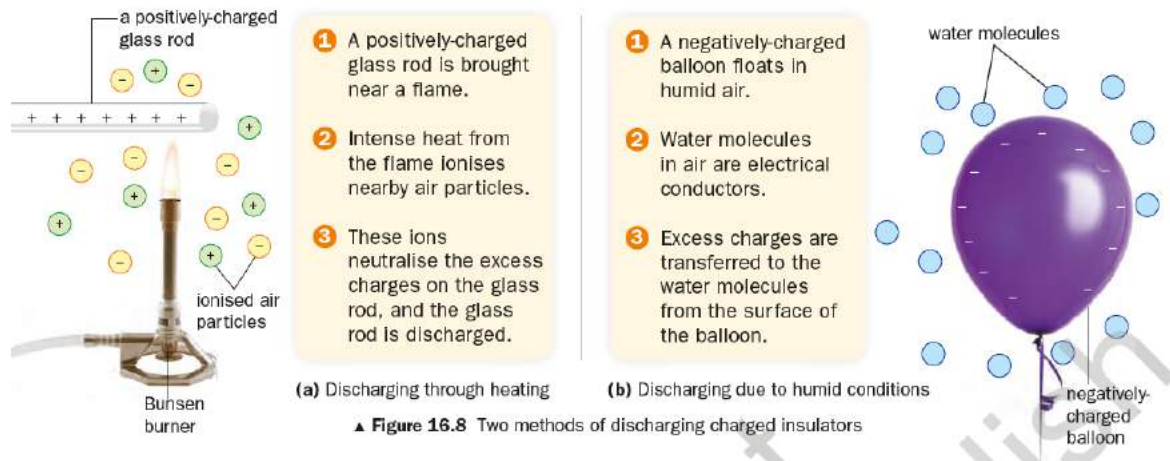 a positively-charged
glass rod
1 A positively-charged
glass rod is brought
near a flame.
2 Intense heat from
the flame ionises
nearby air particles.
3 These ions
neutralise the excess
charges on the glass
rod, and the glass
rod is discharged.
ionised air
particles
Bunsen
burner
(a) Discharging through heating
1 A negatively-charged
balloon floats in
humid air.
2 Water molecules
in air are electrical
conductors.
3 Excess charges are
transferred to the
water molecules
from the surface of
the balloon.
water molecules
negatively-
charged
balloon
(b) Discharging due to humid conditions
▲ Figure 16.8 Two methods of discharging charged insulators